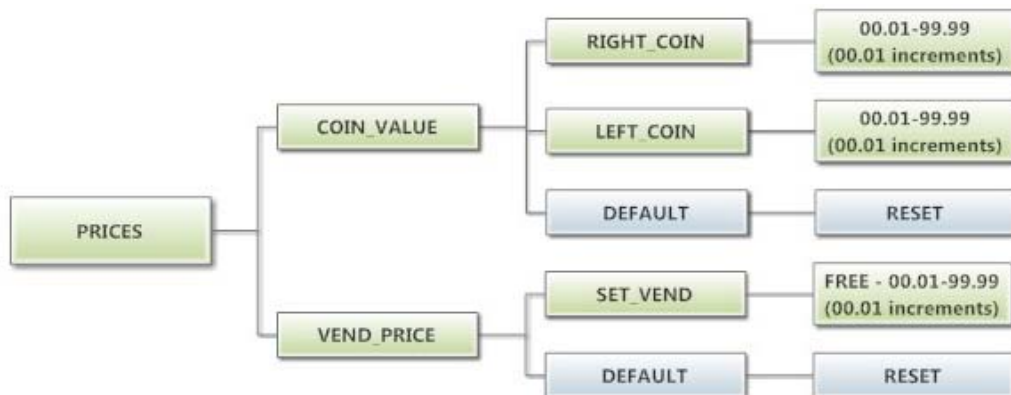 RIGHT_COIN
00.01-99.99
(00.01 increments)
COIN_VALUE
LEFT_COIN
00.01-99.99
(00.01 increments)
DEFAULT
RESET
PRICES
SET_VEND
FREE - 00.01-99.99
(00.01 increments)
VEND_PRICE
DEFAULT
RESET